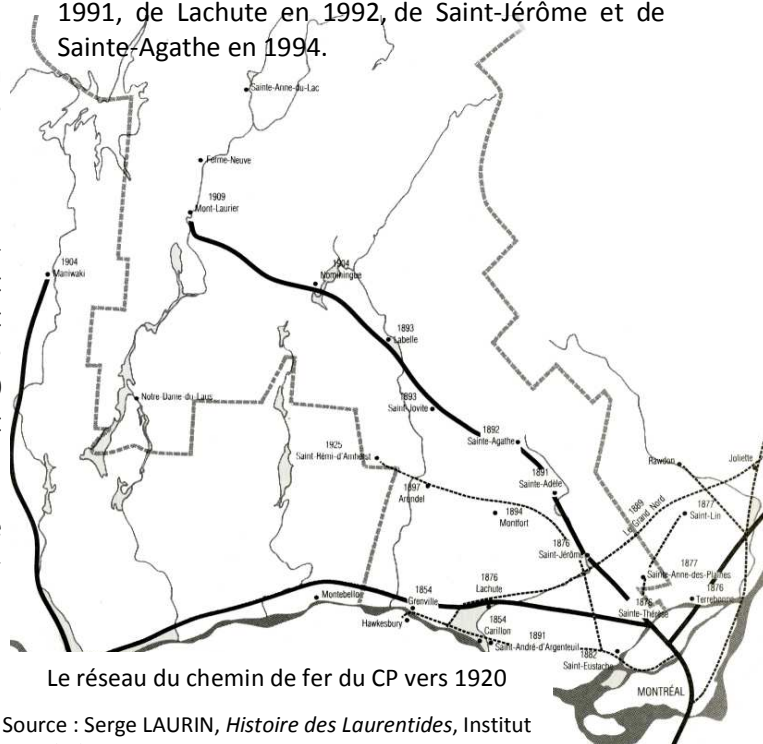 1991, de Lachute en 1992, de Saint-Jérôme et de
Sainte-Agathe en 1994.
Sainte-Anne-du-Lac
Ferme-Neuve
1909
Mont-Laurier
1904
Maniwaki
1904
Nominingue
1893
Labelle
Notre-Dame-du-Laus
1893
Saint-Jovite
1892
Sainte-Agathe
1925
Saint-Rémi-d'Amherst
1891
Sainte-Adèle
Rawdon
Joliette
1897
Arundel
1889
Le Grand Nord
1877
Saint-Lin
1894
Montfort
1876
Saint-Jérôme
1877
Sainte-Anne-des-Plaines
1876
Lachute
1876
Terrebonne
Montebello
1854
Grenville
1876
Sainte-Thérèse
Hawkesbury
1854
Carillon
1891
Saint-André-d'Argenteuil
1882
Saint-Eustache
MONTRÉAL
Le réseau du chemin de fer du CP vers 1920
Source : Serge LAURIN, Histoire des Laurentides, Institut